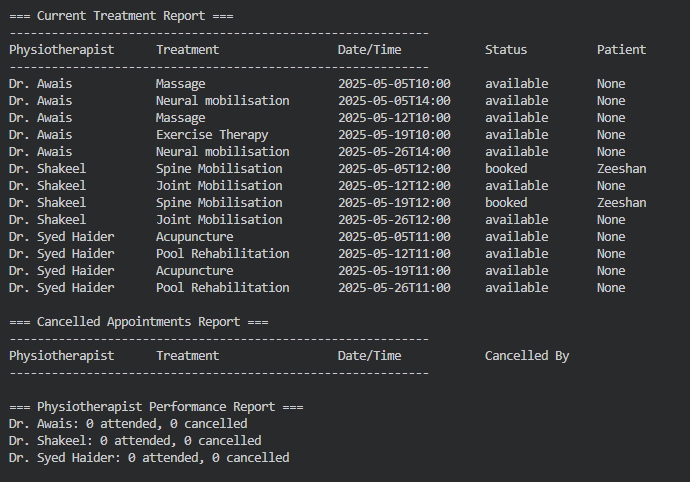 === Current Treatment Report ===
------------------------------------------------------------
Physiotherapist      Treatment                 Date/Time            Status          Patient
------------------------------------------------------------
Dr. Awais            Massage                   2025-05-05T10:00     available       None
Dr. Awais            Neural mobilisation       2025-05-05T14:00     available       None
Dr. Awais            Massage                   2025-05-12T10:00     available       None
Dr. Awais            Exercise Therapy          2025-05-19T10:00     available       None
Dr. Awais            Neural mobilisation       2025-05-26T14:00     available       None
Dr. Shakeel          Spine Mobilisation        2025-05-05T12:00     booked          Zeeshan
Dr. Shakeel          Joint Mobilisation        2025-05-12T12:00     available       None
Dr. Shakeel          Spine Mobilisation        2025-05-19T12:00     booked          Zeeshan
Dr. Shakeel          Joint Mobilisation        2025-05-26T12:00     available       None
Dr. Syed Haider      Acupuncture               2025-05-05T11:00     available       None
Dr. Syed Haider      Pool Rehabilitation       2025-05-12T11:00     available       None
Dr. Syed Haider      Acupuncture               2025-05-19T11:00     available       None
Dr. Syed Haider      Pool Rehabilitation       2025-05-26T11:00     available       None

=== Cancelled Appointments Report ===
------------------------------------------------------------
Physiotherapist      Treatment                 Date/Time            Cancelled By
------------------------------------------------------------

=== Physiotherapist Performance Report ===
Dr. Awais: 0 attended, 0 cancelled
Dr. Shakeel: 0 attended, 0 cancelled
Dr. Syed Haider: 0 attended, 0 cancelled